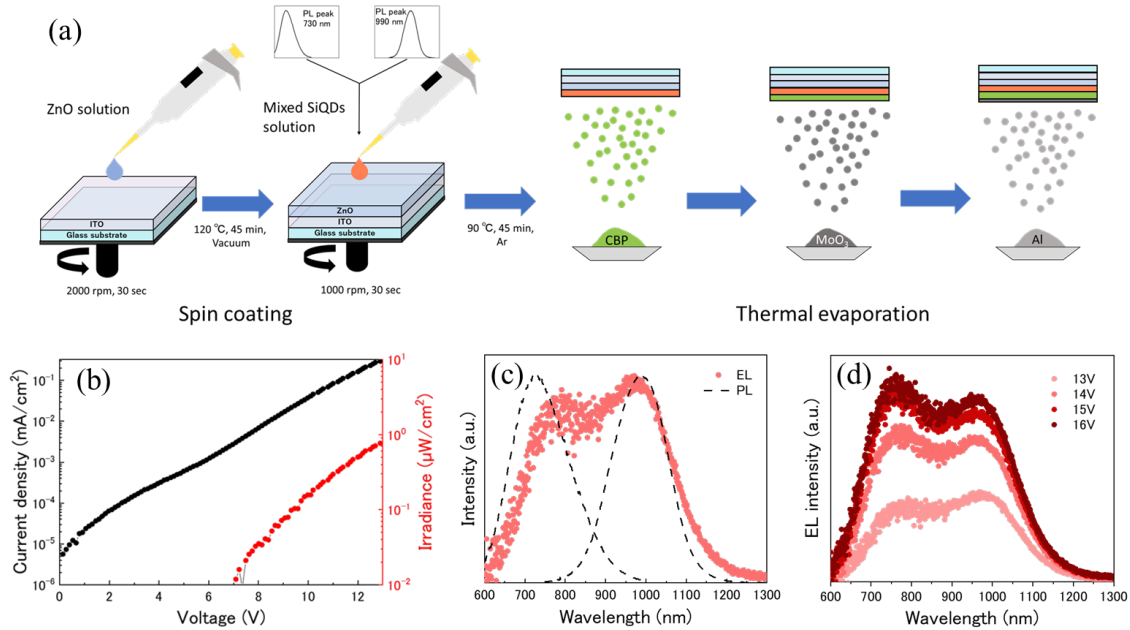 (a)
PL peak
730 nm
PL peak
990 nm
ZnO solution
Mixed SiQDs
solution
ITO
Glass substrate
2000 rpm, 30 sec
120 ℃, 45 min,
Vacuum
ZnO
ITO
Glass substrate
1000 rpm, 30 sec
90 ℃, 45 min,
Ar
CBP
MoO₃
Al
Spin coating
Thermal evaporation
(b)
Current density (mA/cm²)
10⁻¹
10⁻²
10⁻³
10⁻⁴
10⁻⁵
10⁻⁶
0 2 4 6 8 10 12
Voltage (V)
10¹
10⁰
10⁻¹
10⁻²
Irradiance (μW/cm²)
(c)
EL
PL
Intensity (a.u.)
600 700 800 900 1000 1100 1200 1300
Wavelength (nm)
(d)
13V
14V
15V
16V
EL intensity (a.u.)
600 700 800 900 1000 1100 1200 1300
Wavelength (nm)